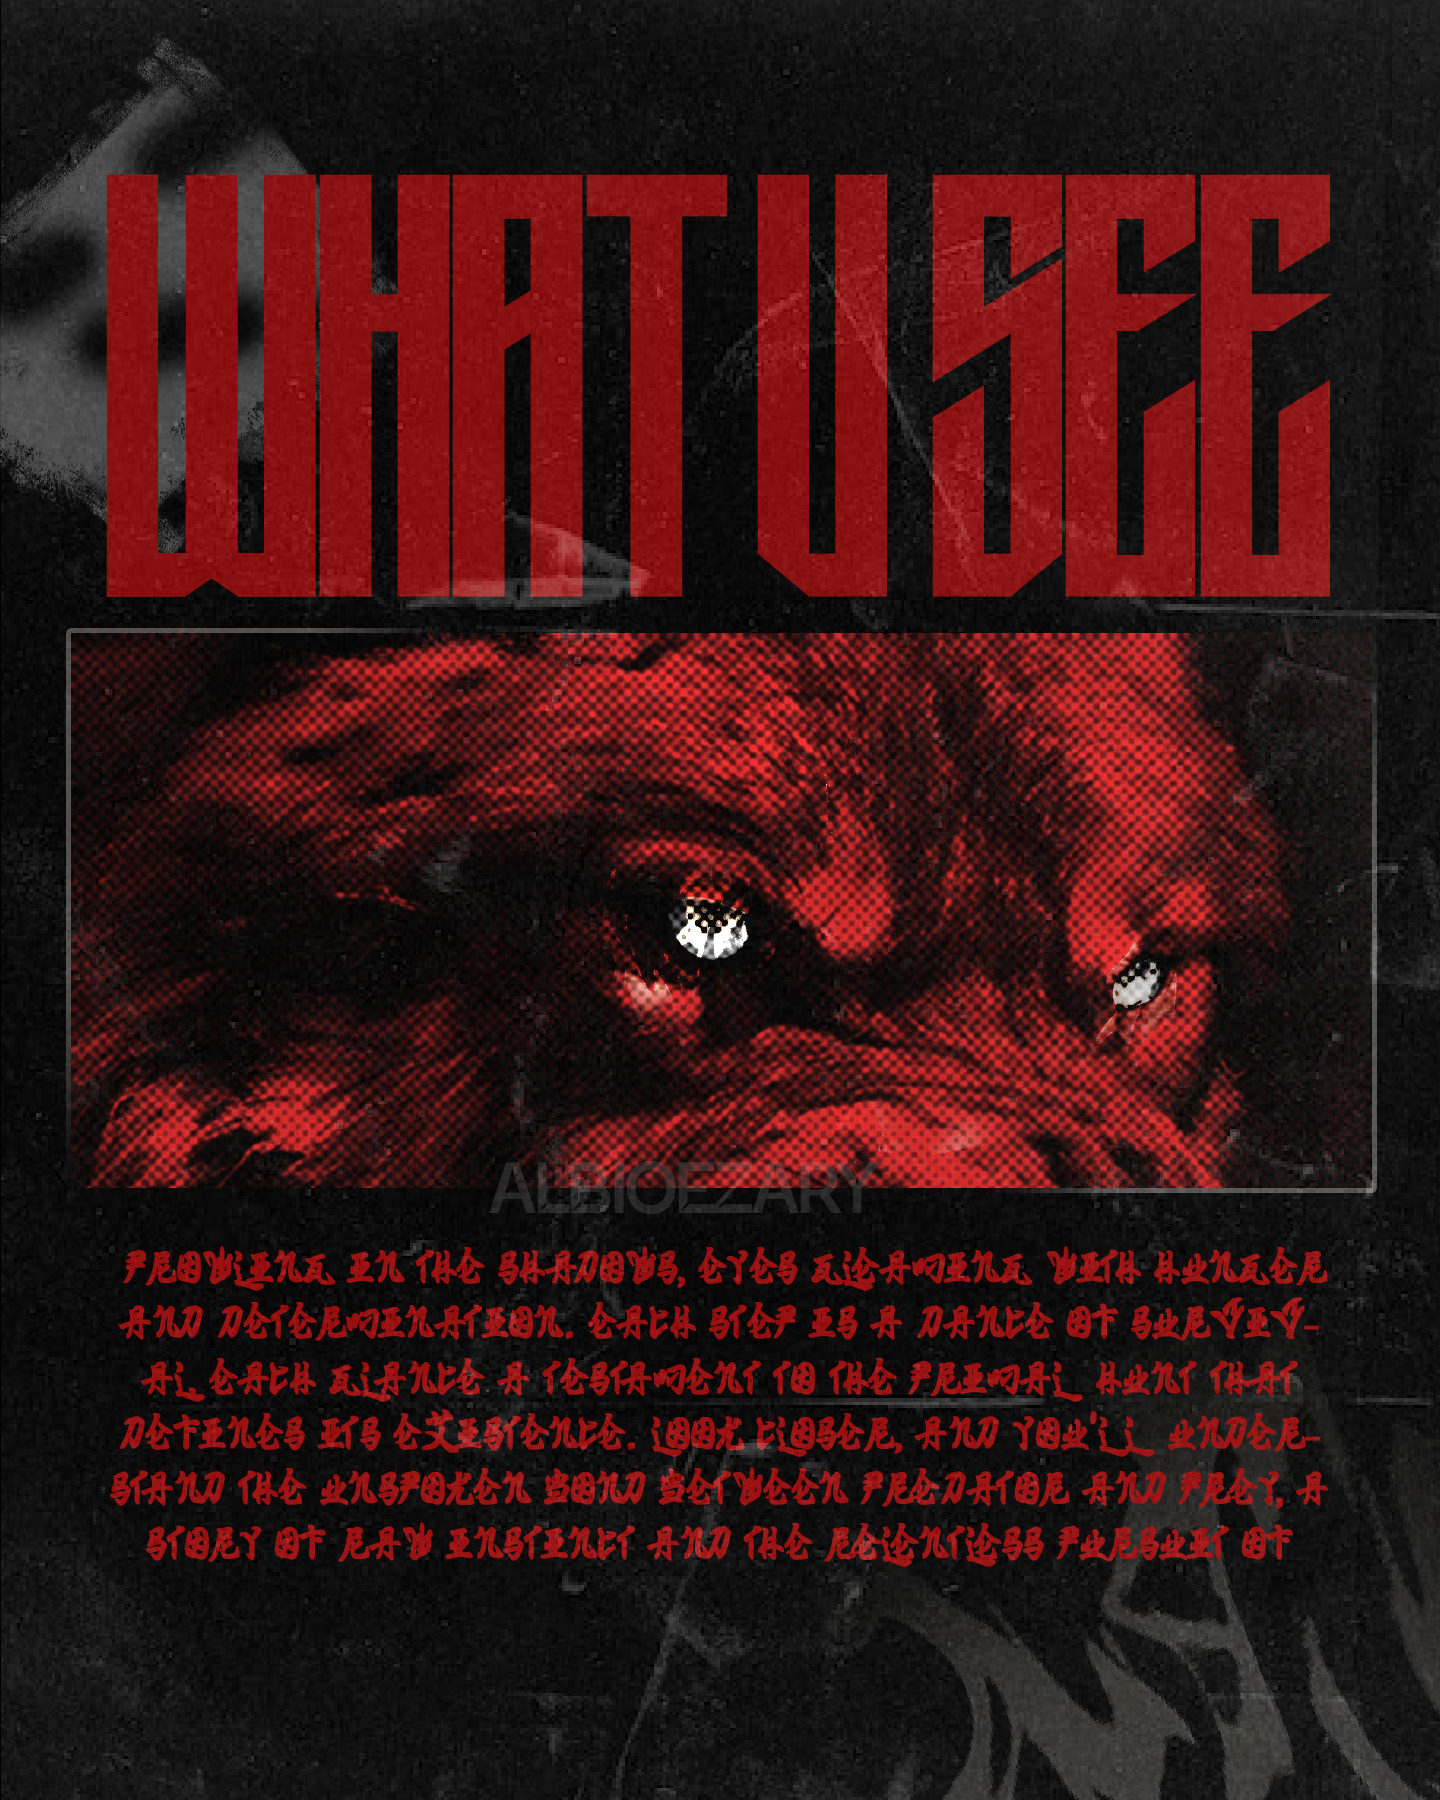 WHAT U SEE
ALBIOEZARY
PROWLING IN THE SHADOWS, EYES GLEAMING WITH HUNGER
AND DETERMINATION. EACH STEP IS A DANCE OF SURVIV-
AL EACH GLANCE A TESTAMENT TO THE PRIMAL HUNT THAT
DEFINES ITS EXISTENCE. LOOK CLOSER, AND YOU'LL UNDER-
STAND THE UNSPOKEN BOND BETWEEN PREDATOR AND PREY, A
STORY OF RAW INSTINCT AND THE RELENTLESS PURSUIT OF